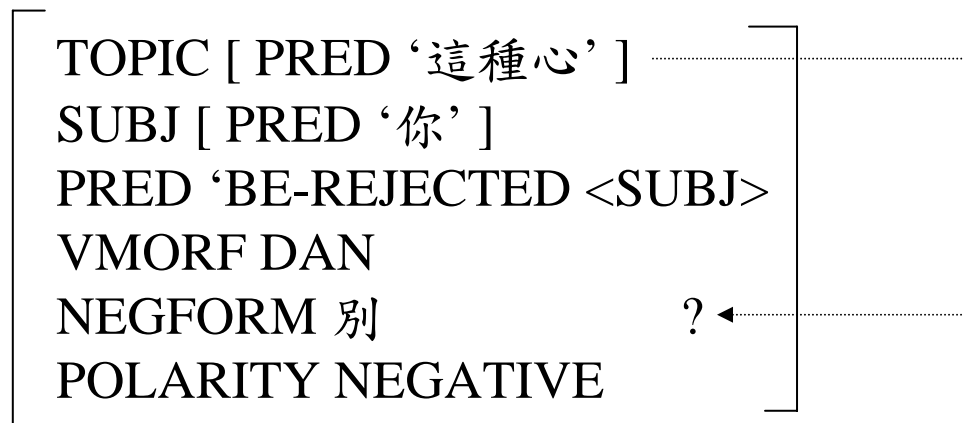 TOPIC [ PRED ‘這種心’ ]
SUBJ [ PRED ‘你’ ]
PRED ‘BE-REJECTED <SUBJ>
VMORF DAN
NEGFORM 別 ?
POLARITY NEGATIVE